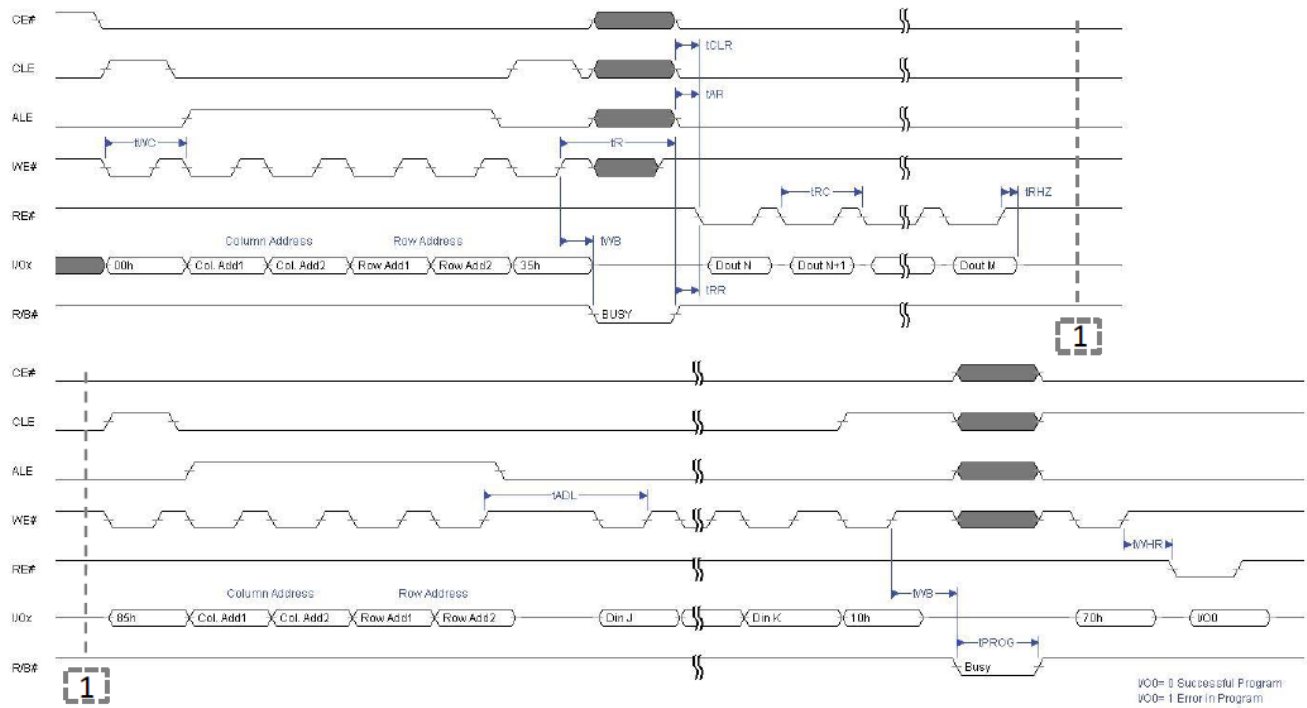 CE#
tCLR
CLE
tAR
ALE
tWC
tR
WE#
tRC
tRHZ
RE#
Column Address Row Address tWB
I/Ox 00h Col. Add1 Col. Add2 Row Add1 Row Add2 35h Dout N Dout N+1 Dout M
tRR
R/B# BUSY
1
CE#
CLE
ALE
tADL
WE#
tWHR
RE#
Column Address Row Address tWB
I/Ox 85h Col. Add1 Col. Add2 Row Add1 Row Add2 Din J Din K 10h 70h I/O0
tPROG
R/B# Busy
1
I/O0= 0 Successful Program
I/O0= 1 Error in Program